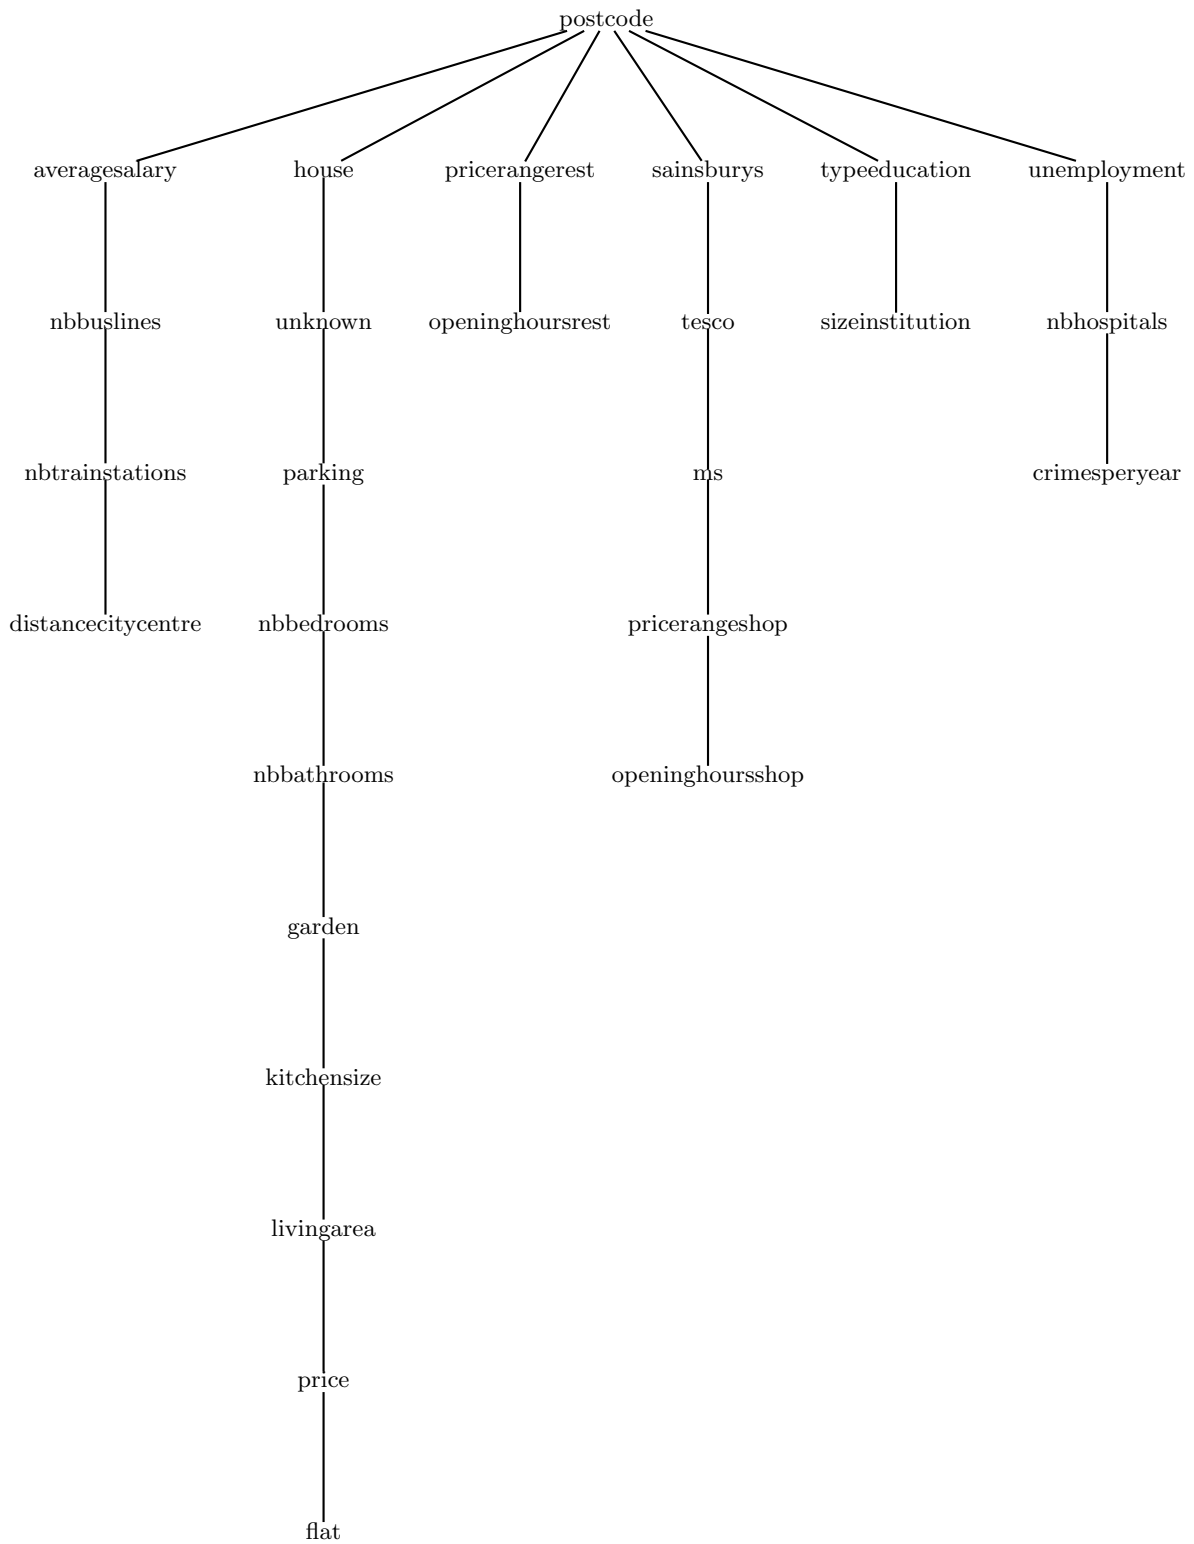 postcode
averagesalary house pricerangerest sainsburys typeeducation unemployment
nbbuslines unknown openinghoursrest tesco sizeinstitution nbhospitals
nbtrainstations parking ms crimesperyear
distancecitycentre nbbedrooms pricerangeshop
nbbathrooms openinghoursshop
garden
kitchensize
livingarea
price
flat